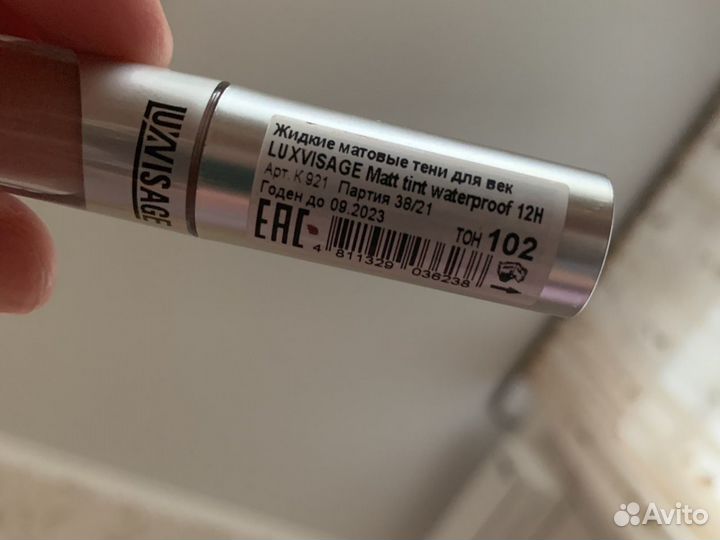 LUXVISAGE
Жидкие матовые тени для век
LUXVISAGE Matt tint waterproof 12H
Арт. К 921 Партия 38/21
Годен до 09.2023
EAC
ТОН 102
4 811329 036238
Avito